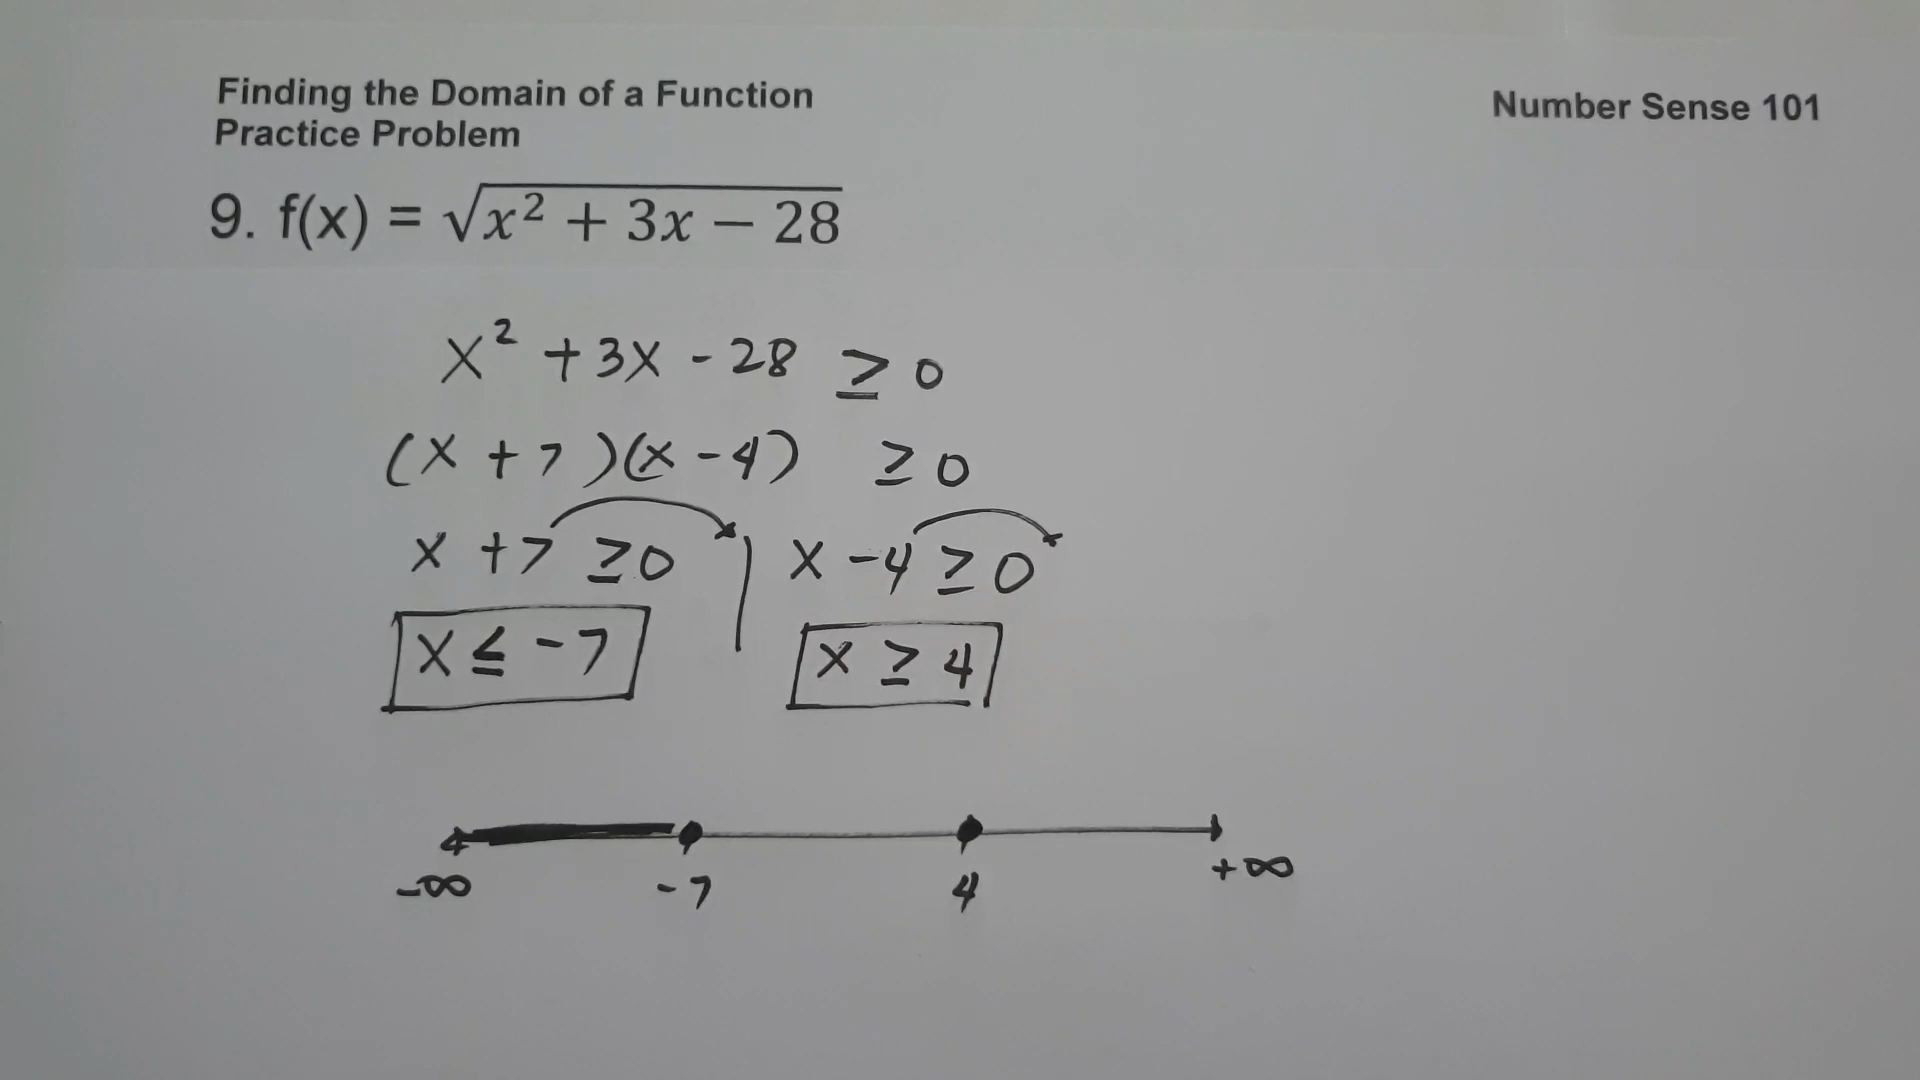 Finding the Domain of a Function
Number Sense 101
Practice Problem
9. f(x) = √x² + 3x − 28
x² + 3x - 28 ≥ 0
(x + 7)(x - 4) ≥ 0
x + 7 ≥ 0 | x - 4 ≥ 0
x ≤ -7 x ≥ 4
-∞ -7 4 +∞